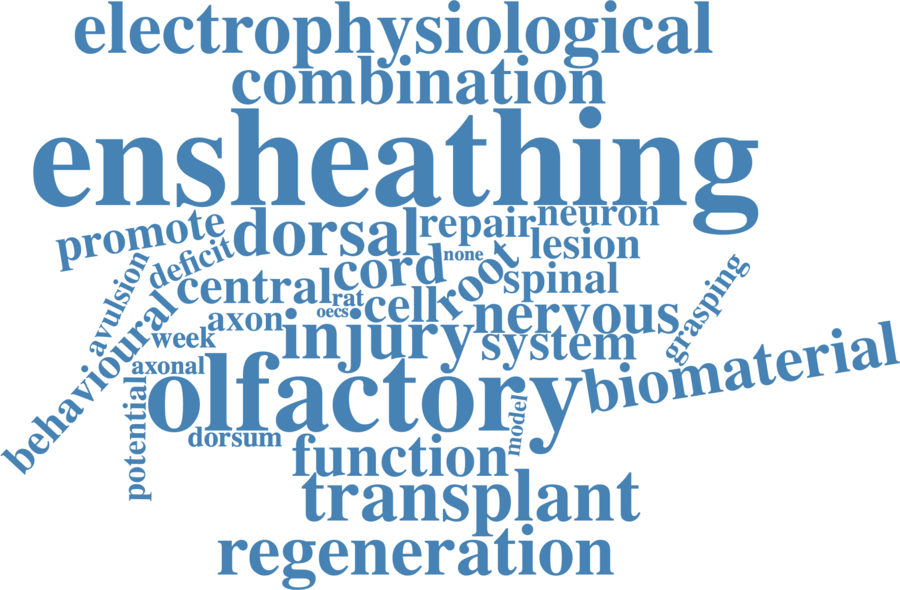 electrophysiological
combination
ensheathing
promote
dorsal
repair
neuron
deficit
lesion
avulsion
central
cord
none
root
spinal
grasping
behavioural
rat
oecs
cell
nervous
week
axon
injury
system
axonal
olfactory
biomaterial
potential
dorsum
model
function
transplant
regeneration